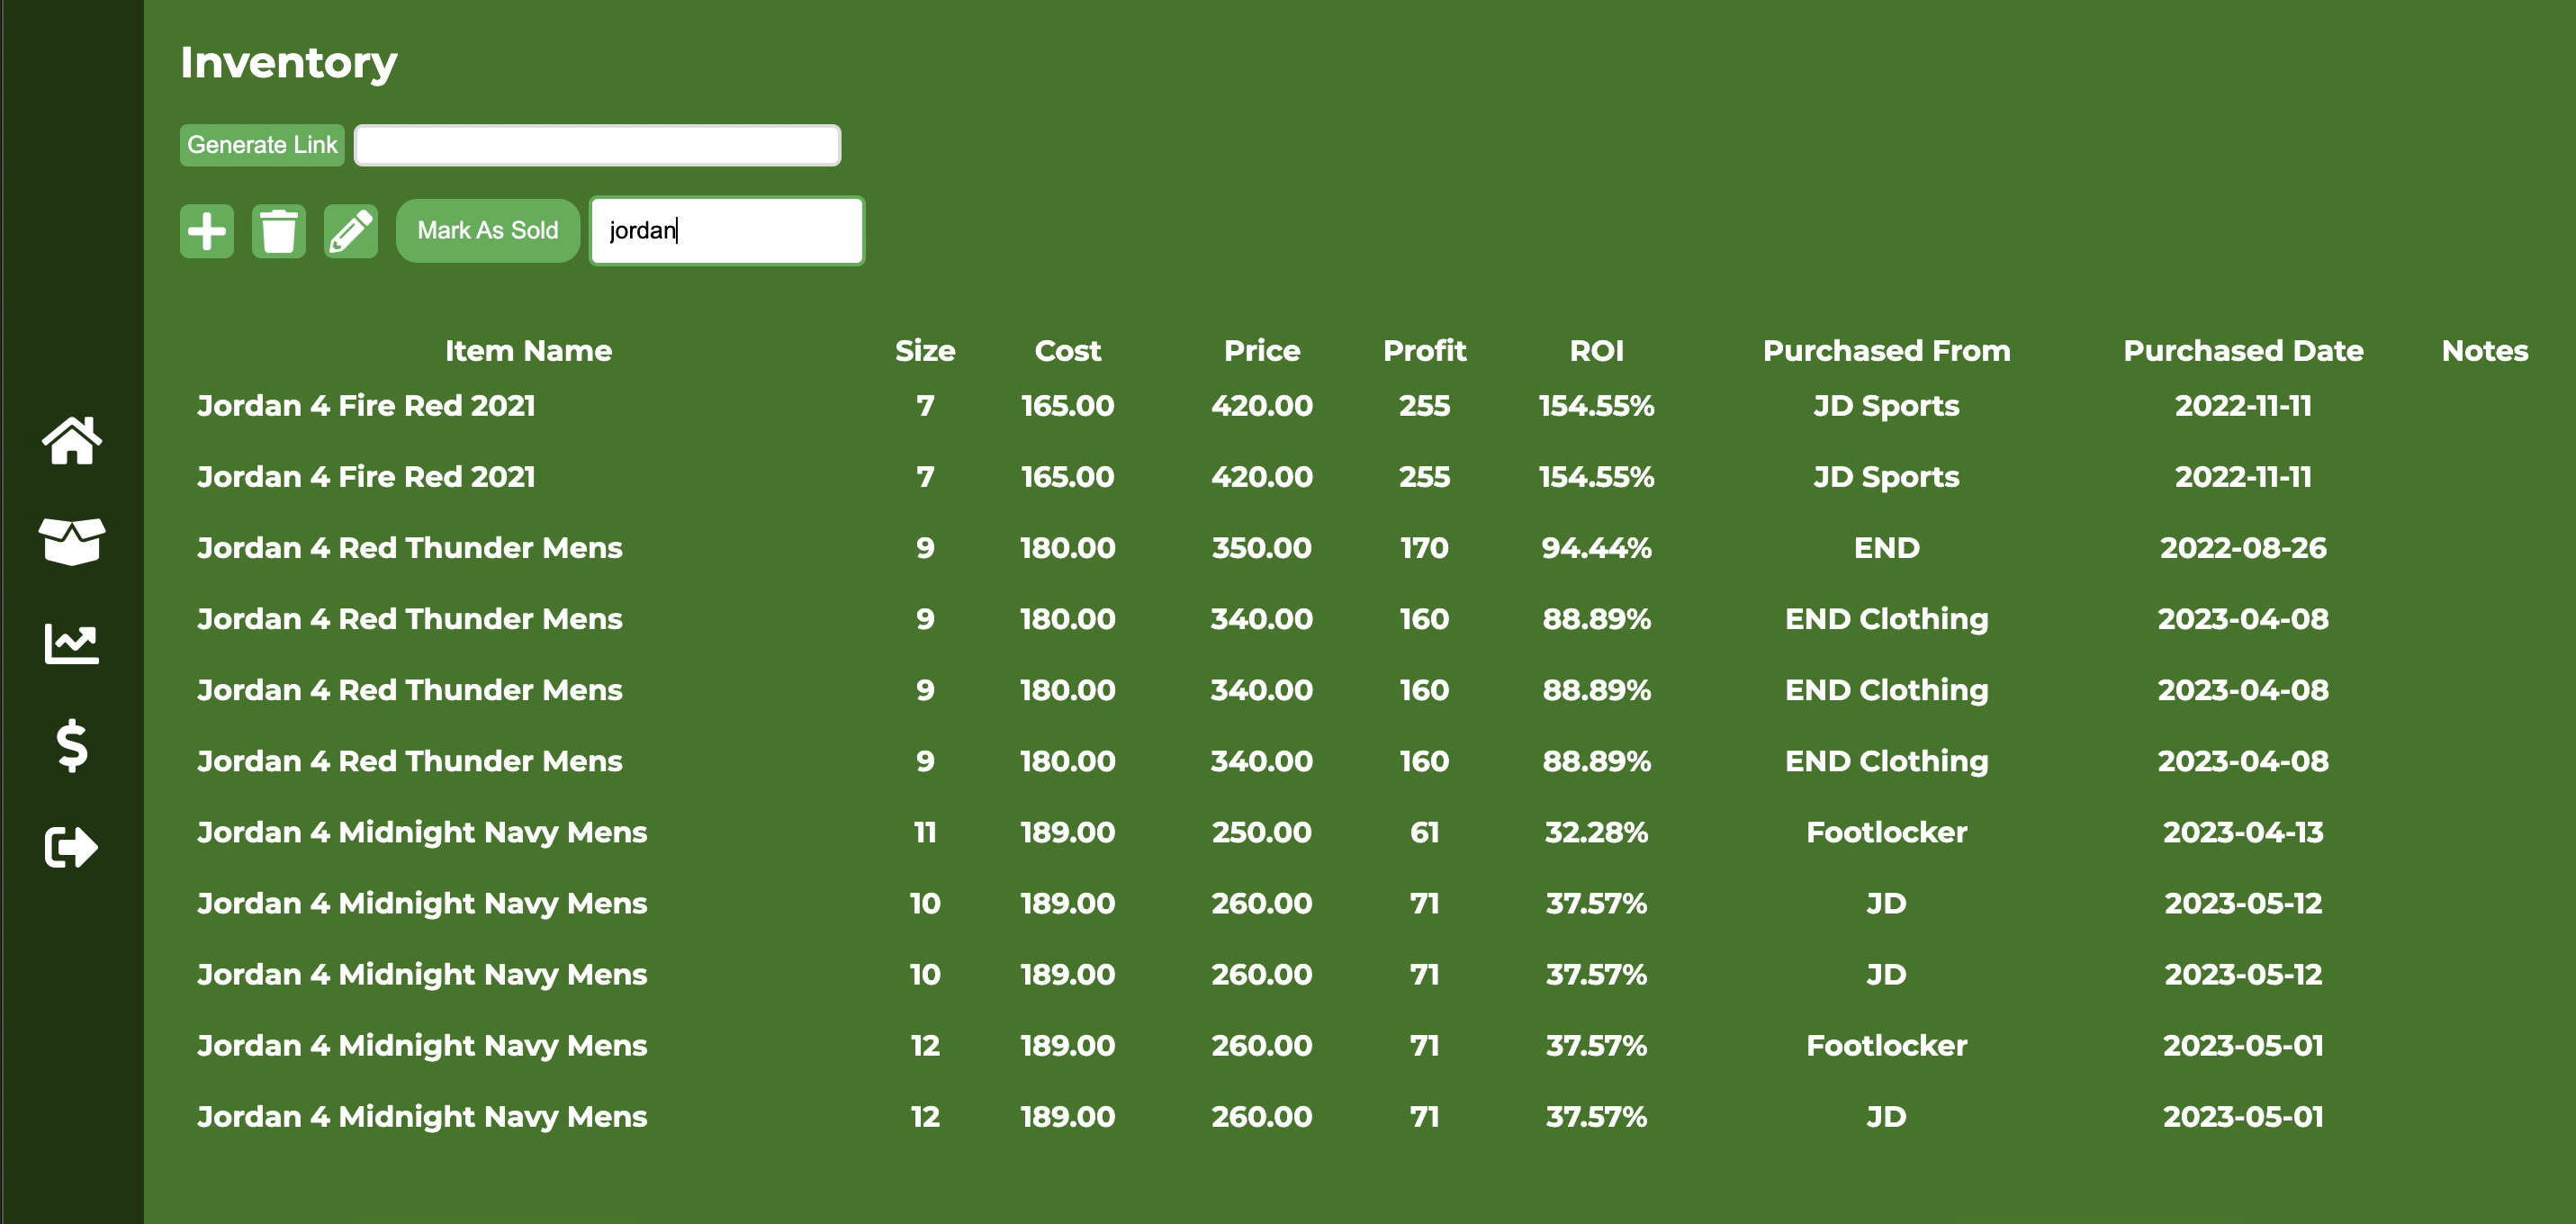 Inventory
Generate Link
Mark As Sold jordan
Item Name Size Cost Price Profit ROI Purchased From Purchased Date Notes
Jordan 4 Fire Red 2021 7 165.00 420.00 255 154.55% JD Sports 2022-11-11
Jordan 4 Fire Red 2021 7 165.00 420.00 255 154.55% JD Sports 2022-11-11
Jordan 4 Red Thunder Mens 9 180.00 350.00 170 94.44% END 2022-08-26
Jordan 4 Red Thunder Mens 9 180.00 340.00 160 88.89% END Clothing 2023-04-08
Jordan 4 Red Thunder Mens 9 180.00 340.00 160 88.89% END Clothing 2023-04-08
Jordan 4 Red Thunder Mens 9 180.00 340.00 160 88.89% END Clothing 2023-04-08
Jordan 4 Midnight Navy Mens 11 189.00 250.00 61 32.28% Footlocker 2023-04-13
Jordan 4 Midnight Navy Mens 10 189.00 260.00 71 37.57% JD 2023-05-12
Jordan 4 Midnight Navy Mens 10 189.00 260.00 71 37.57% JD 2023-05-12
Jordan 4 Midnight Navy Mens 12 189.00 260.00 71 37.57% Footlocker 2023-05-01
Jordan 4 Midnight Navy Mens 12 189.00 260.00 71 37.57% JD 2023-05-01